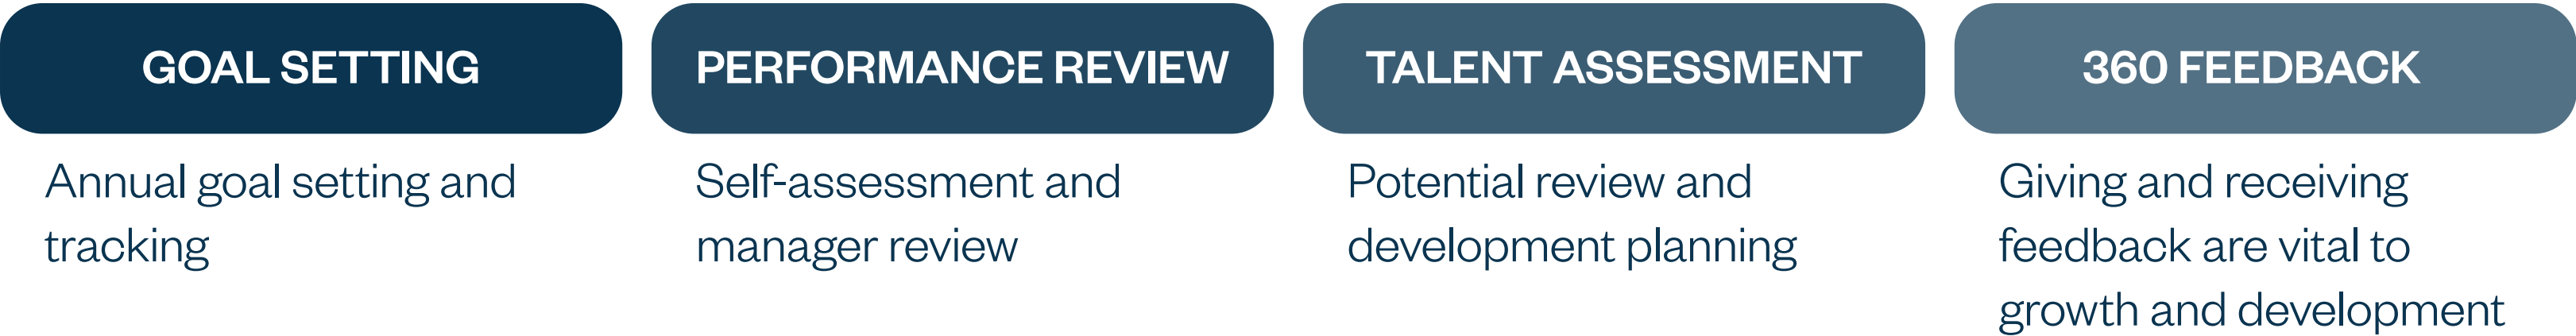 GOAL SETTING
Annual goal setting and
tracking
PERFORMANCE REVIEW
Self-assessment and
manager review
TALENT ASSESSMENT
Potential review and
development planning
360 FEEDBACK
Giving and receiving
feedback are vital to
growth and development